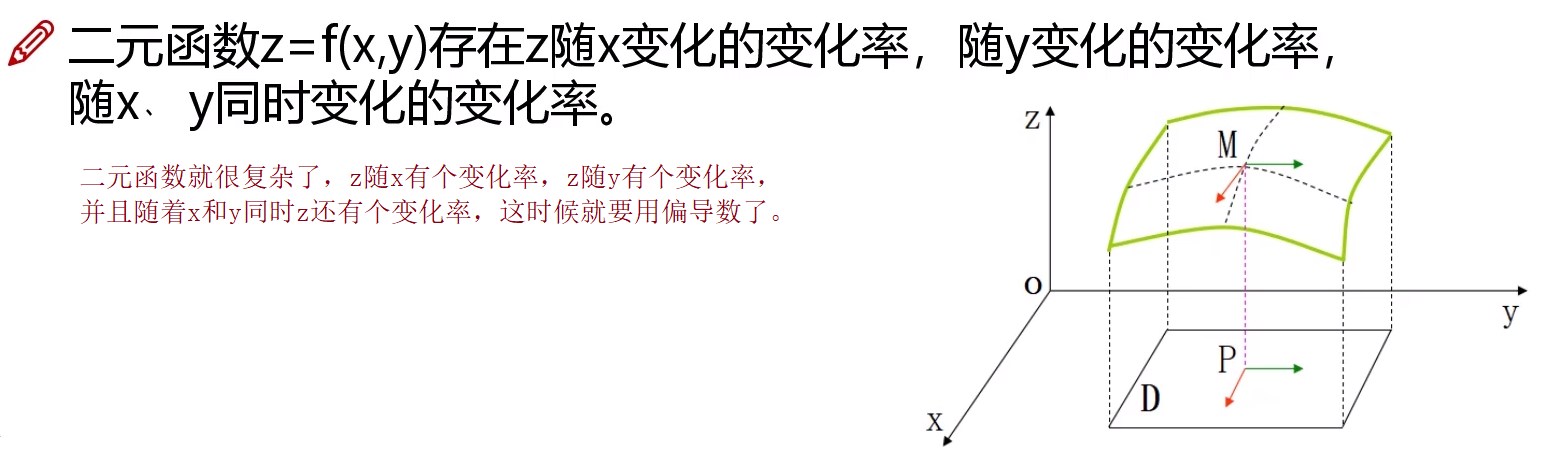 二元函数z=f(x,y)存在z随x变化的变化率，随y变化的变化率，
随x、y同时变化的变化率。
二元函数就很复杂了，z随x有个变化率，z随y有个变化率，
并且随着x和y同时z还有个变化率，这时候就要用偏导数了。
z
M
O
y
P
D
x